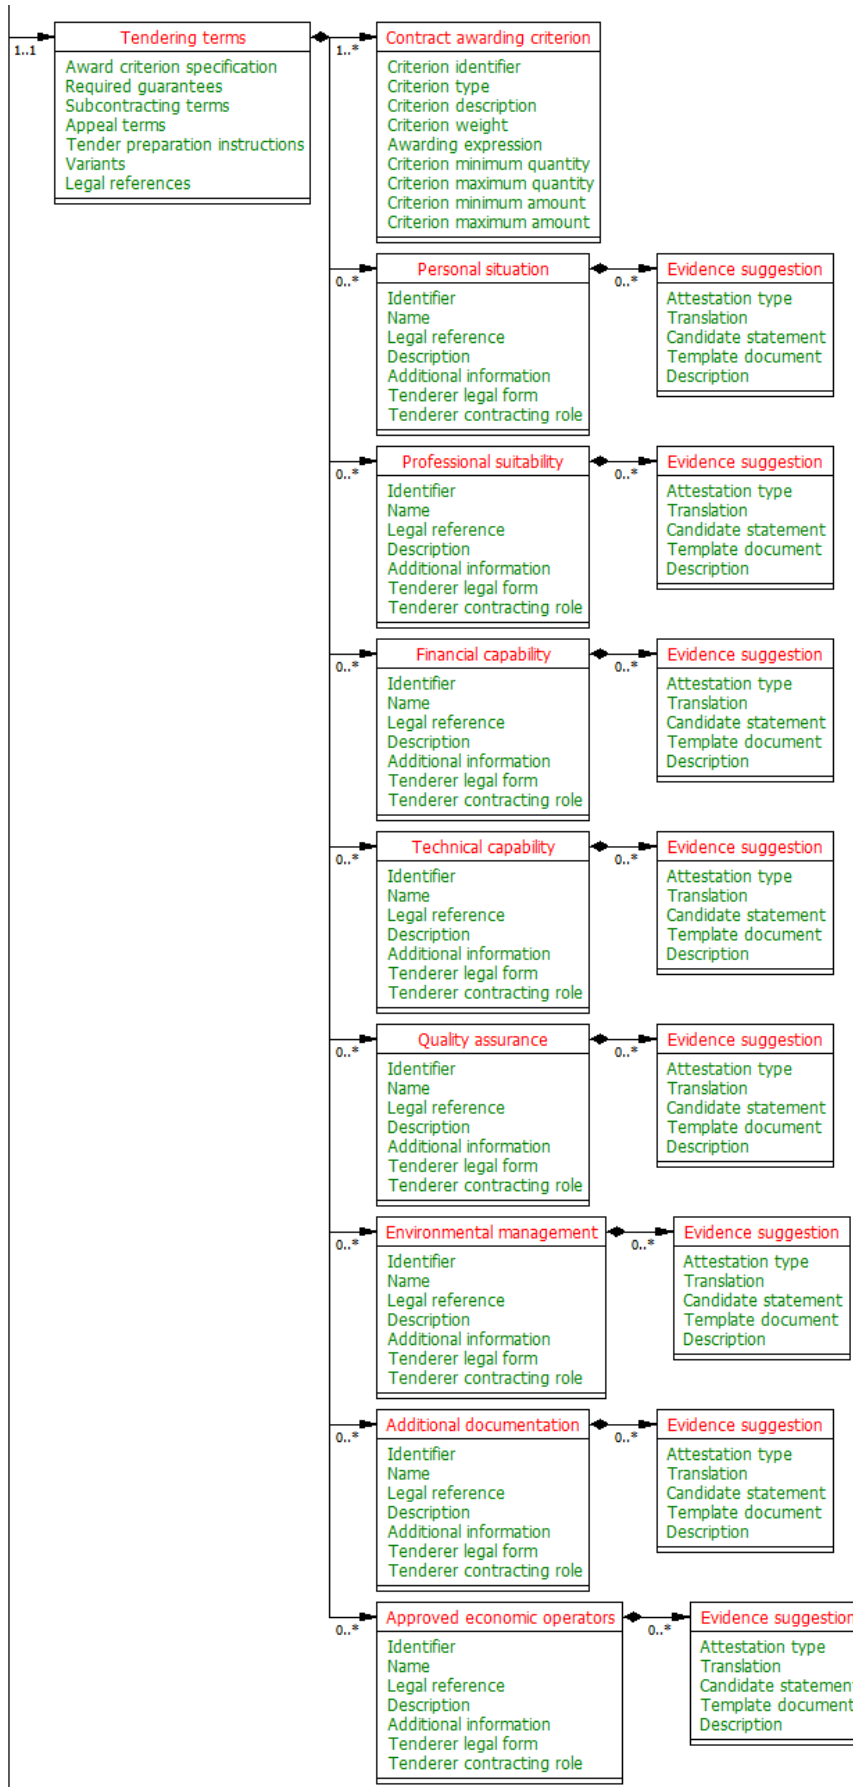 Tendering terms
1..1
Award criterion specification
Required guarantees
Subcontracting terms
Appeal terms
Tender preparation instructions
Variants
Legal references
Contract awarding criterion
1..*
Criterion identifier
Criterion type
Criterion description
Criterion weight
Awarding expression
Criterion minimum quantity
Criterion maximum quantity
Criterion minimum amount
Criterion maximum amount
Personal situation
0..*
Identifier
Name
Legal reference
Description
Additional information
Tenderer legal form
Tenderer contracting role
Evidence suggestion
0..*
Attestation type
Translation
Candidate statement
Template document
Description
Professional suitability
0..*
Identifier
Name
Legal reference
Description
Additional information
Tenderer legal form
Tenderer contracting role
Evidence suggestion
0..*
Attestation type
Translation
Candidate statement
Template document
Description
Financial capability
0..*
Identifier
Name
Legal reference
Description
Additional information
Tenderer legal form
Tenderer contracting role
Evidence suggestion
0..*
Attestation type
Translation
Candidate statement
Template document
Description
Technical capability
0..*
Identifier
Name
Legal reference
Description
Additional information
Tenderer legal form
Tenderer contracting role
Evidence suggestion
0..*
Attestation type
Translation
Candidate statement
Template document
Description
Quality assurance
0..*
Identifier
Name
Legal reference
Description
Additional information
Tenderer legal form
Tenderer contracting role
Evidence suggestion
0..*
Attestation type
Translation
Candidate statement
Template document
Description
Environmental management
0..*
Identifier
Name
Legal reference
Description
Additional information
Tenderer legal form
Tenderer contracting role
Evidence suggestion
0..*
Attestation type
Translation
Candidate statement
Template document
Description
Additional documentation
0..*
Identifier
Name
Legal reference
Description
Additional information
Tenderer legal form
Tenderer contracting role
Evidence suggestion
0..*
Attestation type
Translation
Candidate statement
Template document
Description
Approved economic operators
0..*
Identifier
Name
Legal reference
Description
Additional information
Tenderer legal form
Tenderer contracting role
Evidence suggestion
0..*
Attestation type
Translation
Candidate statement
Template document
Description